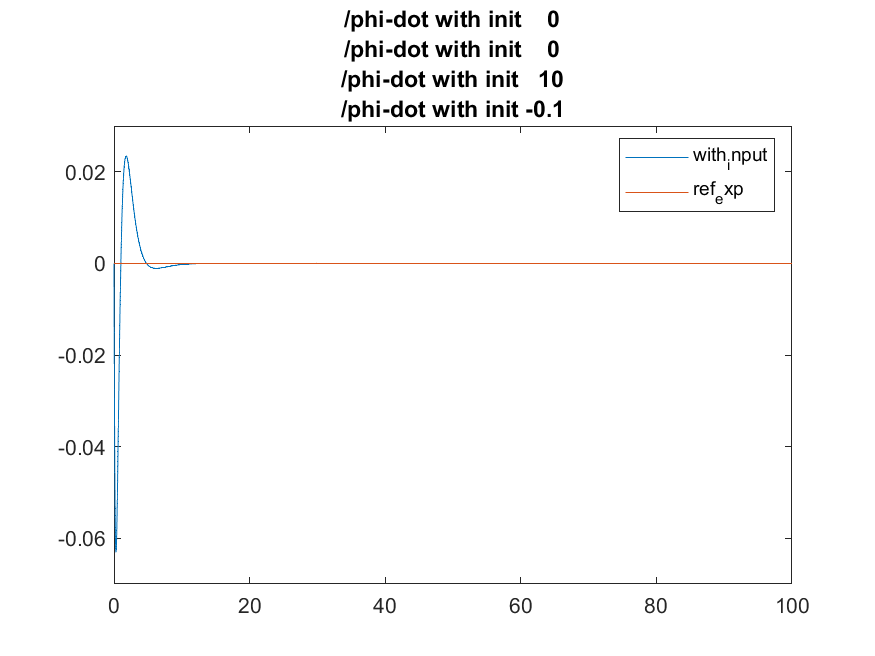 /phi-dot with init    0
/phi-dot with init    0
/phi-dot with init   10
/phi-dot with init -0.1
with_input
ref_exp
0.02
0
-0.02
-0.04
-0.06
0 20 40 60 80 100